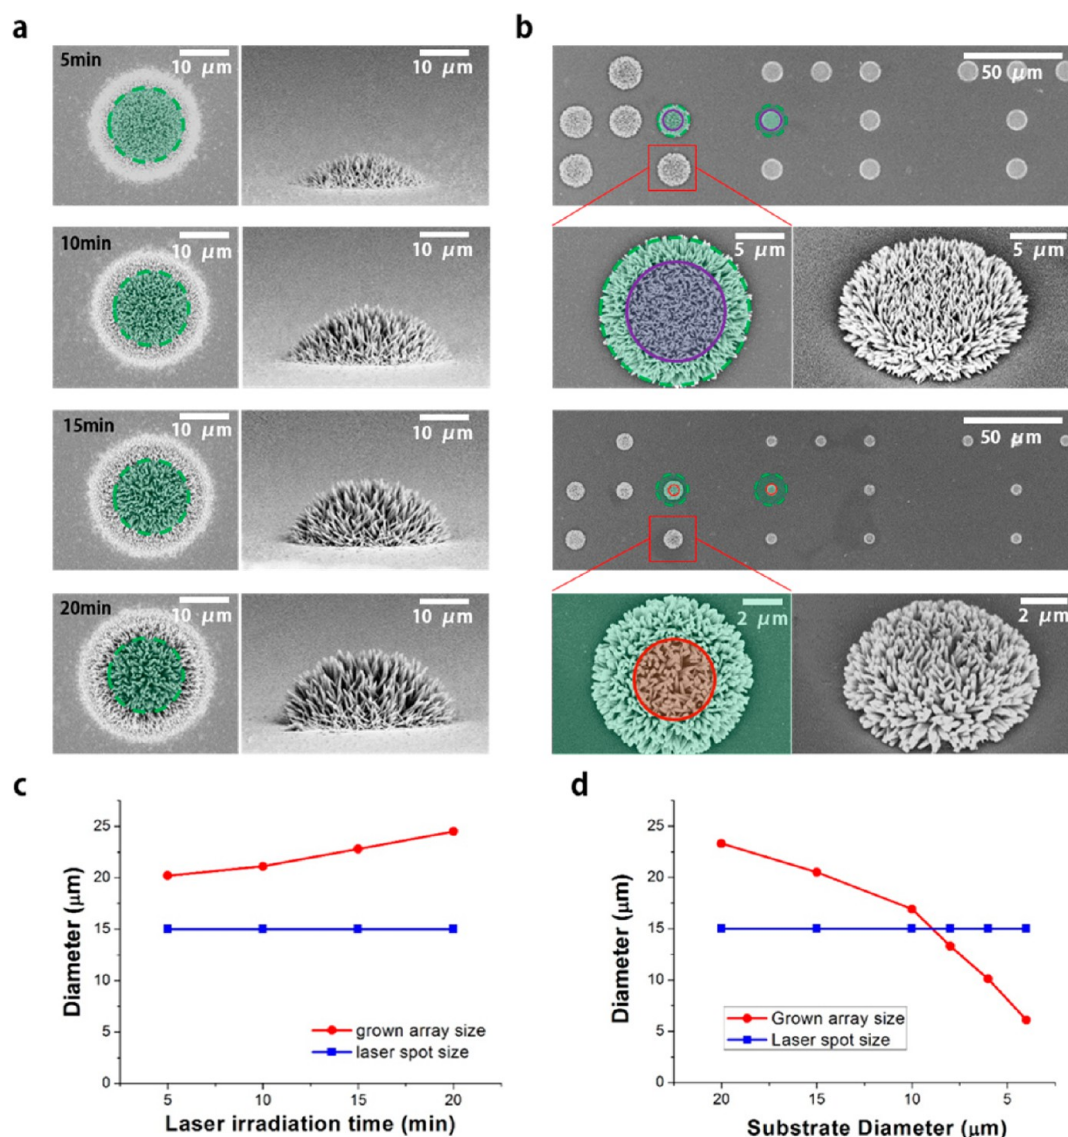 a
b
5min
10 μm
10 μm
50 μm
10min
10 μm
10 μm
5 μm
5 μm
15min
10 μm
10 μm
50 μm
20min
10 μm
10 μm
2 μm
2 μm
c
d
25
20
15
10
5
0
Diameter (μm)
grown array size
laser spot size
5
10
15
20
Laser irradiation time (min)
25
20
15
10
5
0
Diameter (μm)
Grown array size
Laser spot size
20
15
10
5
Substrate Diameter (μm)